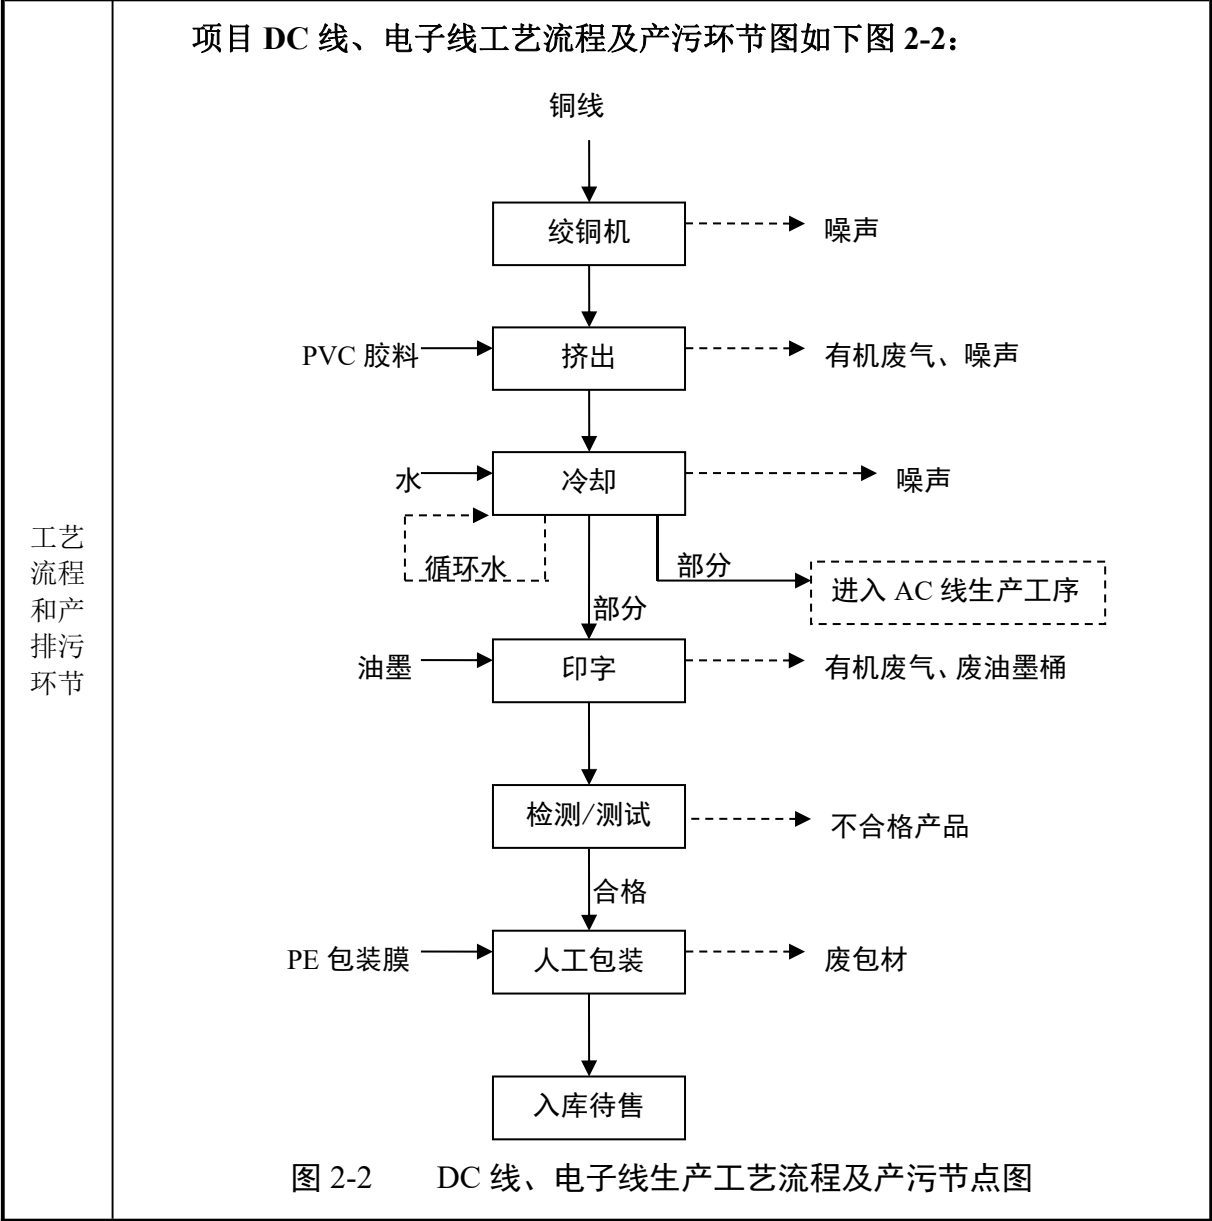 项目 DC 线、电子线工艺流程及产污环节图如下图 2-2：
铜线
绞铜机
噪声
PVC 胶料
挤出
有机废气、噪声
水
冷却
噪声
循环水
部分
进入 AC 线生产工序
部分
油墨
印字
有机废气、废油墨桶
检测/测试
不合格产品
合格
PE 包装膜
人工包装
废包材
入库待售
图 2-2 DC 线、电子线生产工艺流程及产污节点图
工艺
流程
和产
排污
环节